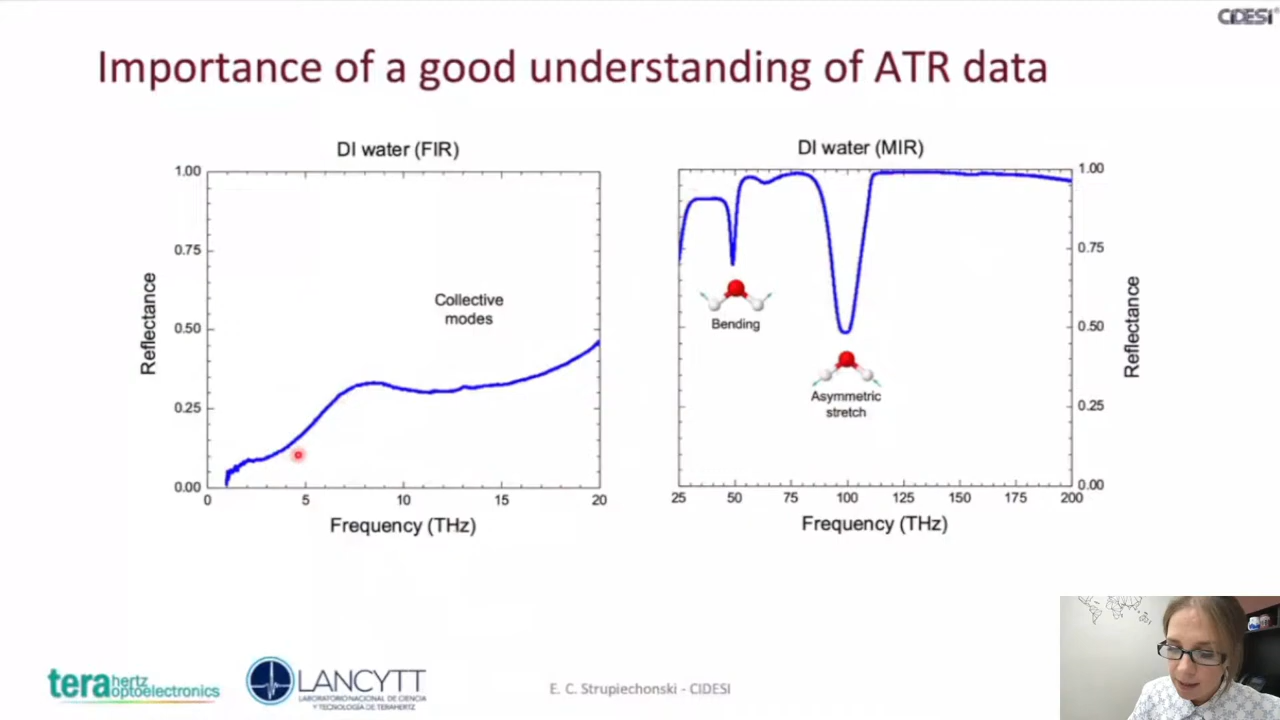 CIDESI
Importance of a good understanding of ATR data
DI water (FIR)
1.00
0.75
0.50
0.25
0.00
Reflectance
Collective
modes
0
5
10
15
20
Frequency (THz)
DI water (MIR)
1.00
0.75
0.50
0.25
0.00
Reflectance
Bending
Asymmetric
stretch
25
50
75
100
125
150
175
200
Frequency (THz)
terahertz
optoelectronics
LANCYTT
LABORATORIO NACIONAL DE CIENCIA
Y TECNOLOGÍA DE TERAHERTZ
E. C. Strupiechonski - CIDESI